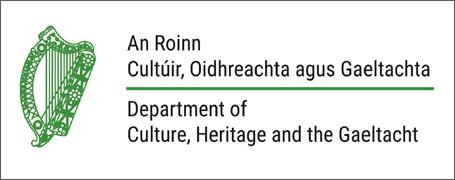 An Roinn
Cultúir, Oidhreachta agus Gaeltachta
Department of
Culture, Heritage and the Gaeltacht